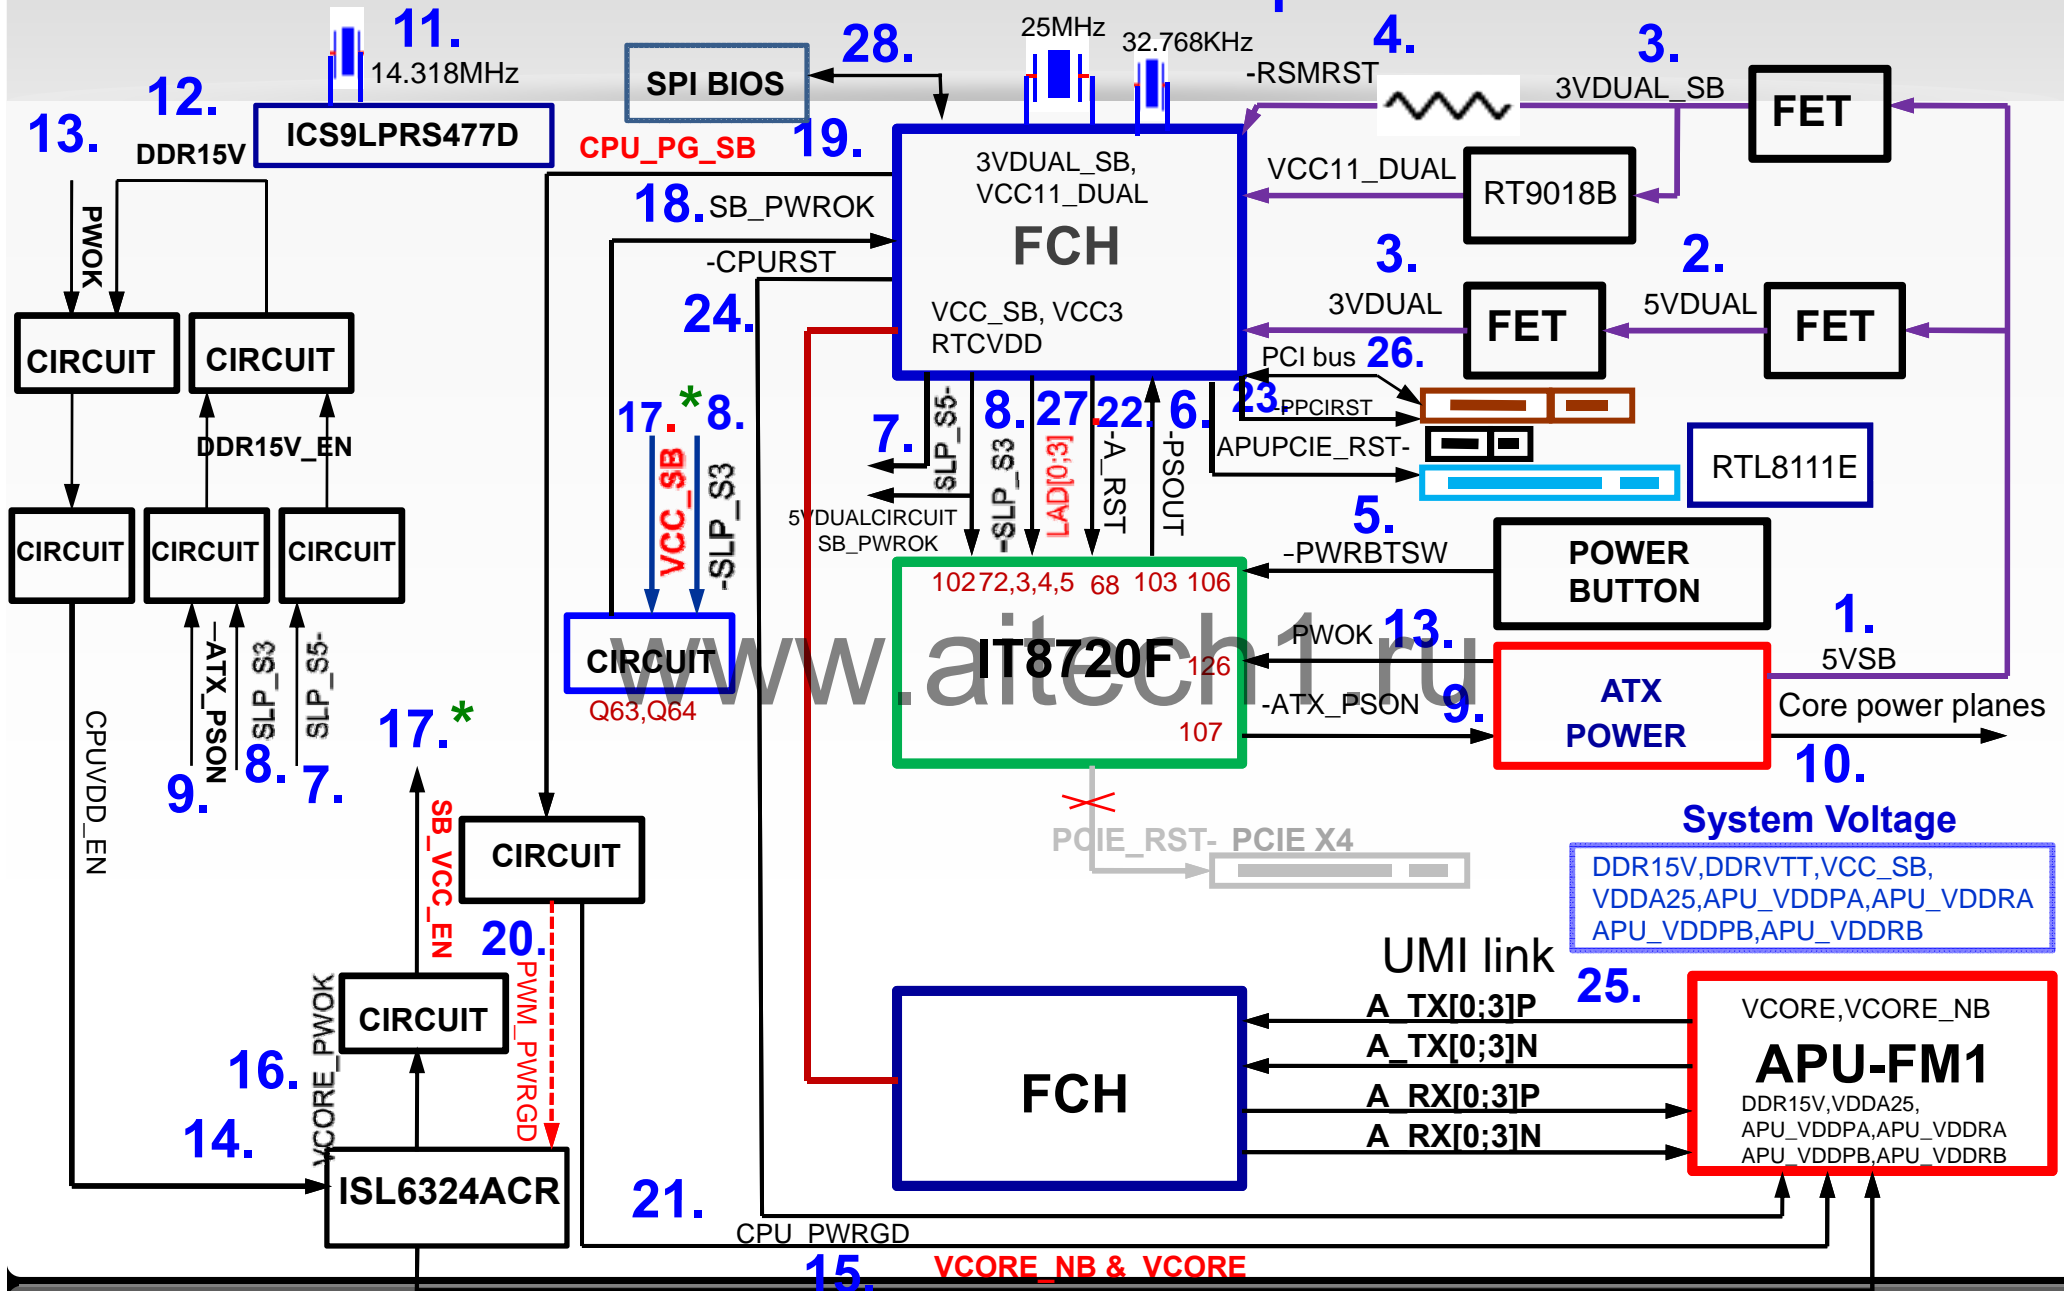 11.
14.318MHz
12.
13.
DDR15V
ICS9LPRS477D
PWOK
CIRCUIT
CIRCUIT
DDR15V_EN
CIRCUIT
CIRCUIT
CIRCUIT
–ATX_PSON
SLP_S3
SLP_S5-
9.
8.
7.
CPUVDD_EN
17.*
SB_VCC_EN
CIRCUIT
16.
VCORE_PWOK
14.
ISL6324ACR
SPI BIOS
28.
25MHz
32.768KHz
CPU_PG_SB
19.
18.
SB_PWROK
-CPURST
24.
3VDUAL_SB,
VCC11_DUAL
FCH
VCC_SB, VCC3
RTCVDD
-RSMRST
4.
3.
3VDUAL_SB
FET
VCC11_DUAL
RT9018B
3.
3VDUAL
FET
2.
5VDUAL
FET
PCI bus
26.
23.
-PPCIRST
APUPCIE_RST-
RTL8111E
17.*
8.
VCC_SB
-SLP_S3
CIRCUIT
Q63,Q64
7.
SLP_S5-
8.
-SLP_S3
27.
LAD[0;3]
22.
-A_RST
6.
-PSOUT
5VDUALCIRCUIT
SB_PWROK
102
72,3,4,5
68
103
106
IT8720F
126
107
5.
-PWRBTSW
POWER
BUTTON
PWOK
13.
-ATX_PSON
9.
ATX
POWER
1.
5VSB
Core power planes
10.
www.aitech1.ru
PCIE_RST-
PCIE X4
System Voltage
DDR15V,DDRVTT,VCC_SB,
VDDA25,APU_VDDPA,APU_VDDRA
APU_VDDPB,APU_VDDRB
CIRCUIT
20.
PWM_PWRGD
UMI link
25.
A_TX[0;3]P
A_TX[0;3]N
A_RX[0;3]P
A_RX[0;3]N
FCH
VCORE,VCORE_NB
APU-FM1
DDR15V,VDDA25,
APU_VDDPA,APU_VDDRA
APU_VDDPB,APU_VDDRB
21.
CPU_PWRGD
15.
VCORE_NB & VCORE